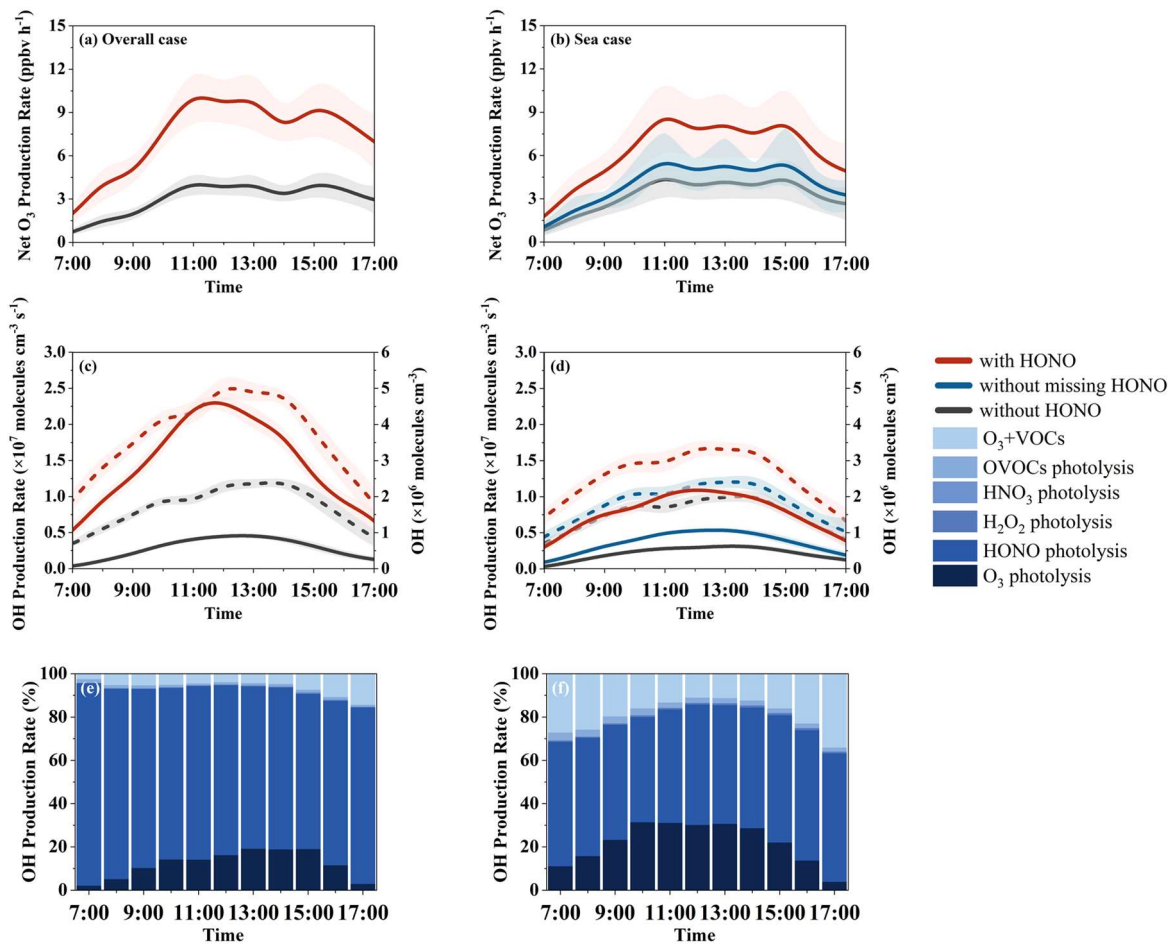 (a) Overall case
Net O₃ Production Rate (ppbv h⁻¹)
15
12
9
6
3
0
7:00 9:00 11:00 13:00 15:00 17:00
Time
(b) Sea case
Net O₃ Production Rate (ppbv h⁻¹)
15
12
9
6
3
0
7:00 9:00 11:00 13:00 15:00 17:00
Time
(c)
OH Production Rate (×10⁷ molecules cm⁻³ s⁻¹)
3.0
2.5
2.0
1.5
1.0
0.5
0.0
6
5
4
3
2
1
0
OH (×10⁶ molecules cm⁻³)
7:00 9:00 11:00 13:00 15:00 17:00
Time
(d)
OH Production Rate (×10⁷ molecules cm⁻³ s⁻¹)
3.0
2.5
2.0
1.5
1.0
0.5
0.0
6
5
4
3
2
1
0
OH (×10⁶ molecules cm⁻³)
7:00 9:00 11:00 13:00 15:00 17:00
Time
with HONO
without missing HONO
without HONO
O₃+VOCs
OVOCs photolysis
HNO₃ photolysis
H₂O₂ photolysis
HONO photolysis
O₃ photolysis
(e)
OH Production Rate (%)
100
80
60
40
20
0
7:00 9:00 11:00 13:00 15:00 17:00
Time
(f)
OH Production Rate (%)
100
80
60
40
20
0
7:00 9:00 11:00 13:00 15:00 17:00
Time